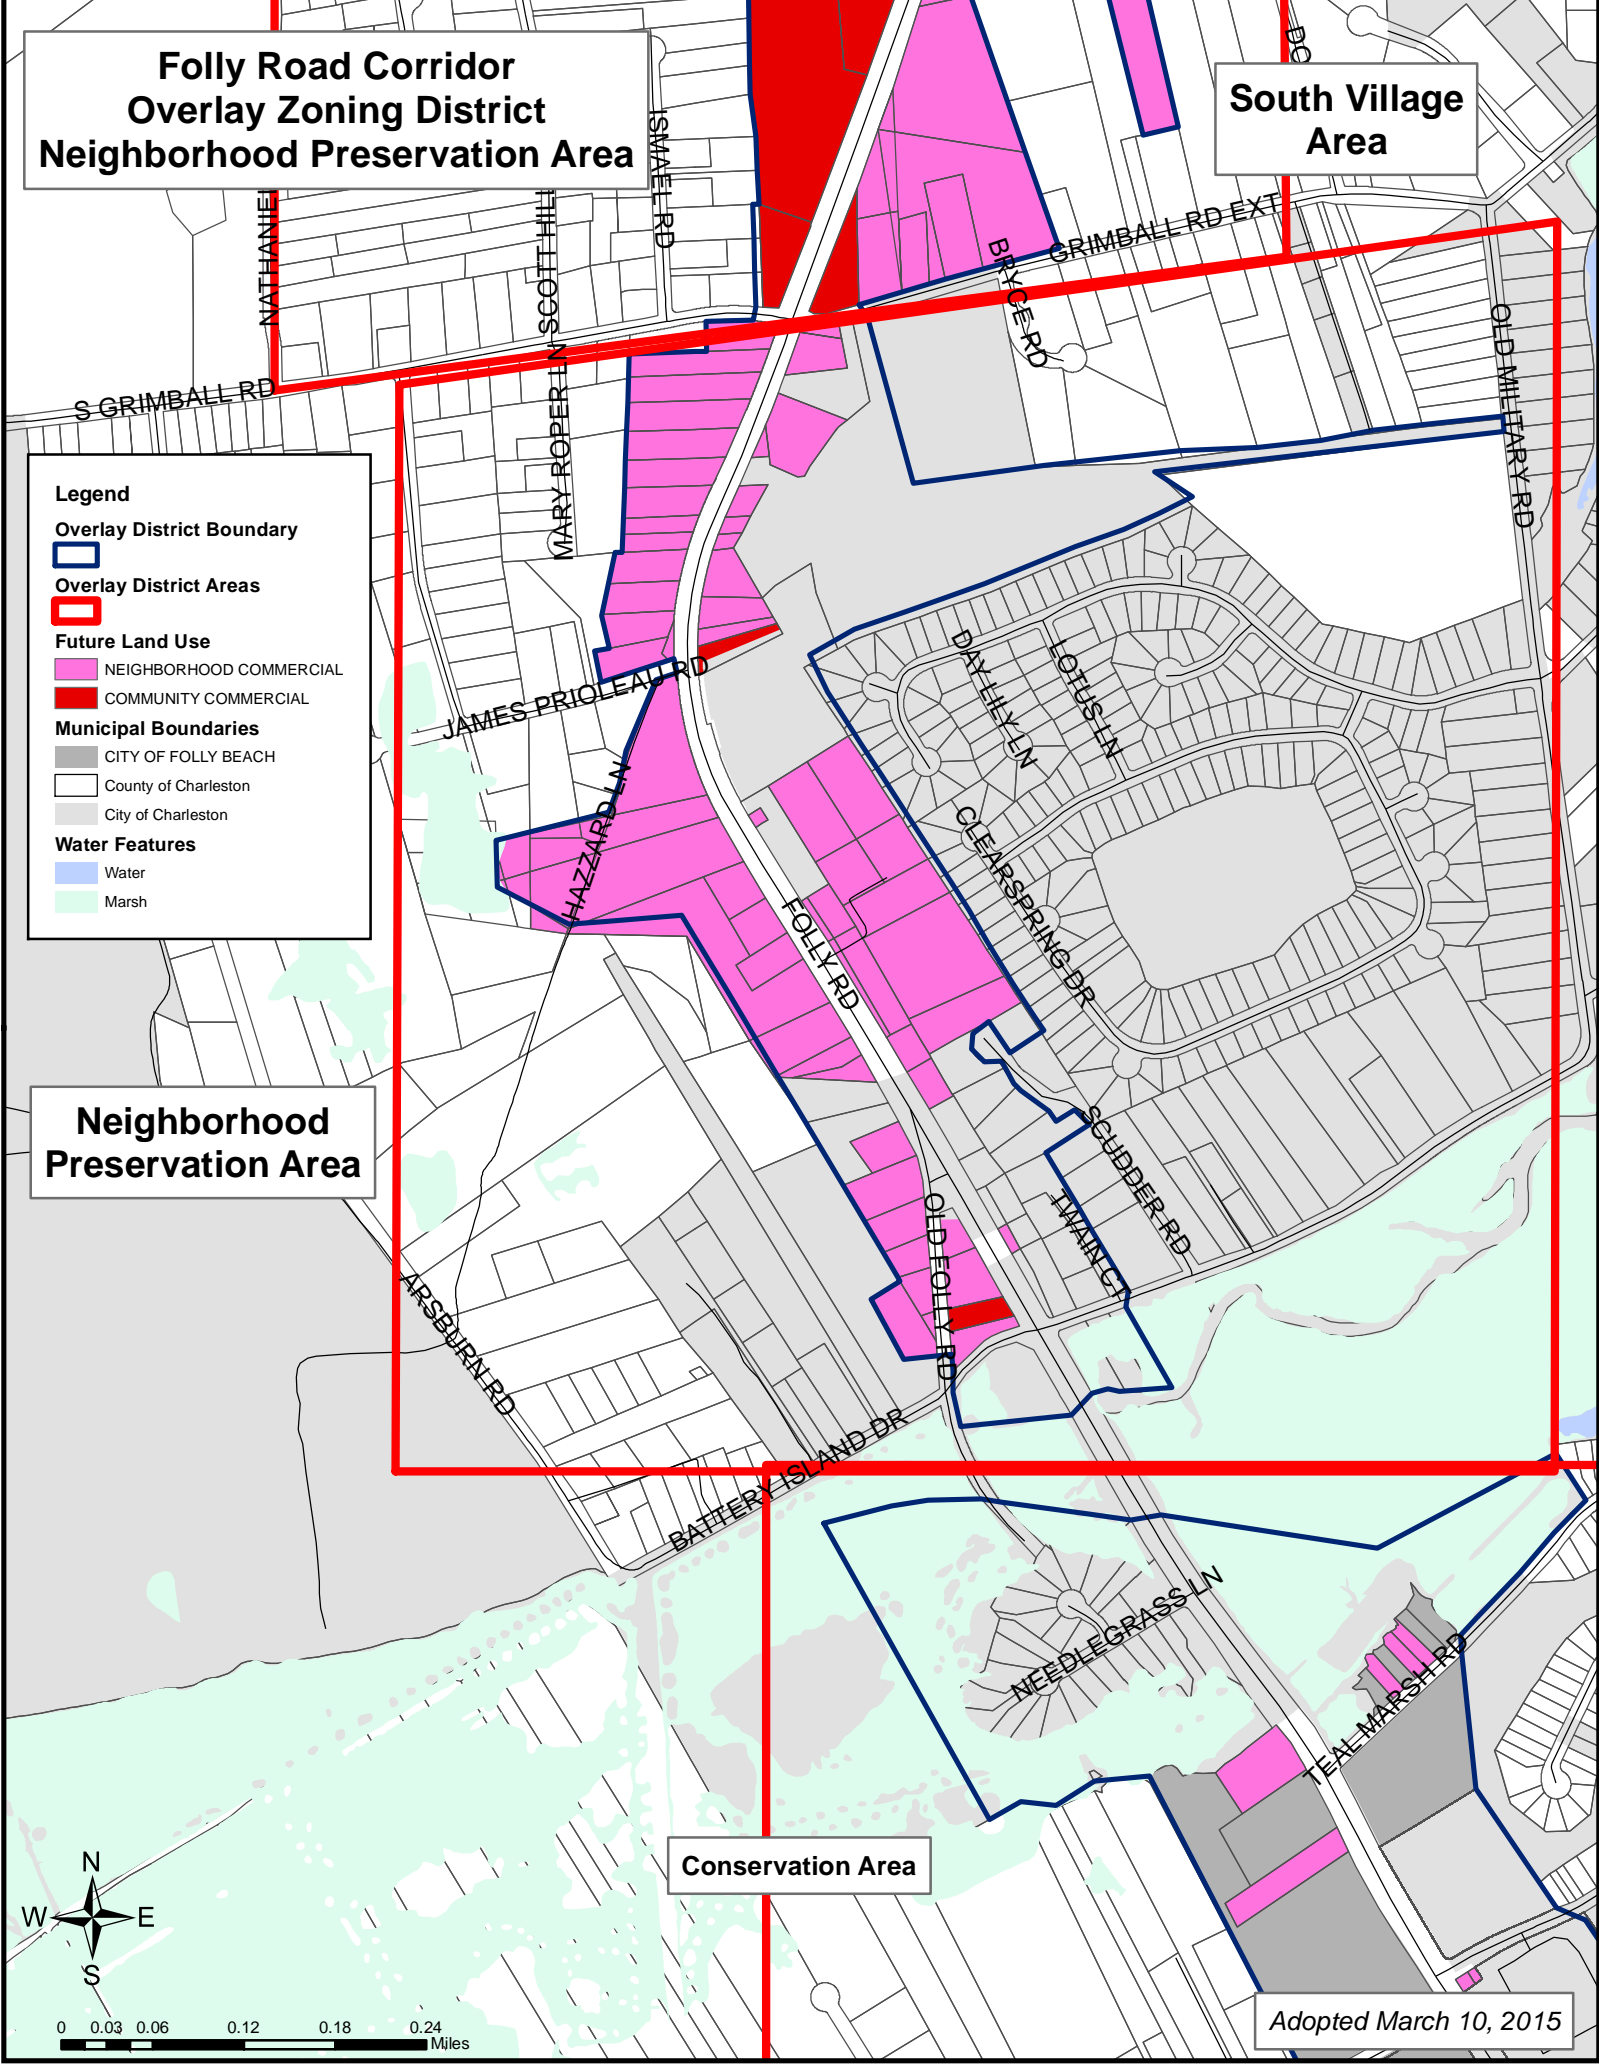 Folly Road Corridor
Overlay Zoning District
Neighborhood Preservation Area
South Village
Area
DO
ISMAEL RD
NATHANIEL
SCOTT HILL
GRIMBALL RD EXT
BRYCE RD
OLD MILITARY RD
S GRIMBALL RD
MARY ROPER LN
Legend
Overlay District Boundary
Overlay District Areas
Future Land Use
NEIGHBORHOOD COMMERCIAL
COMMUNITY COMMERCIAL
Municipal Boundaries
CITY OF FOLLY BEACH
County of Charleston
City of Charleston
Water Features
Water
Marsh
JAMES PRIOLEAU RD
DAY LILY LN
LOTUS LN
HAZZARD LN
CLEARSPRING DR
FOLLY RD
Neighborhood
Preservation Area
SCUDDER RD
TWAIN CT
OLD FOLLY RD
ARSBURN RD
BATTERY ISLAND DR
NEEDLEGRASS LN
TEAL MARSH RD
Conservation Area
N
W E
S
0 0.03 0.06 0.12 0.18 0.24
Miles
Adopted March 10, 2015